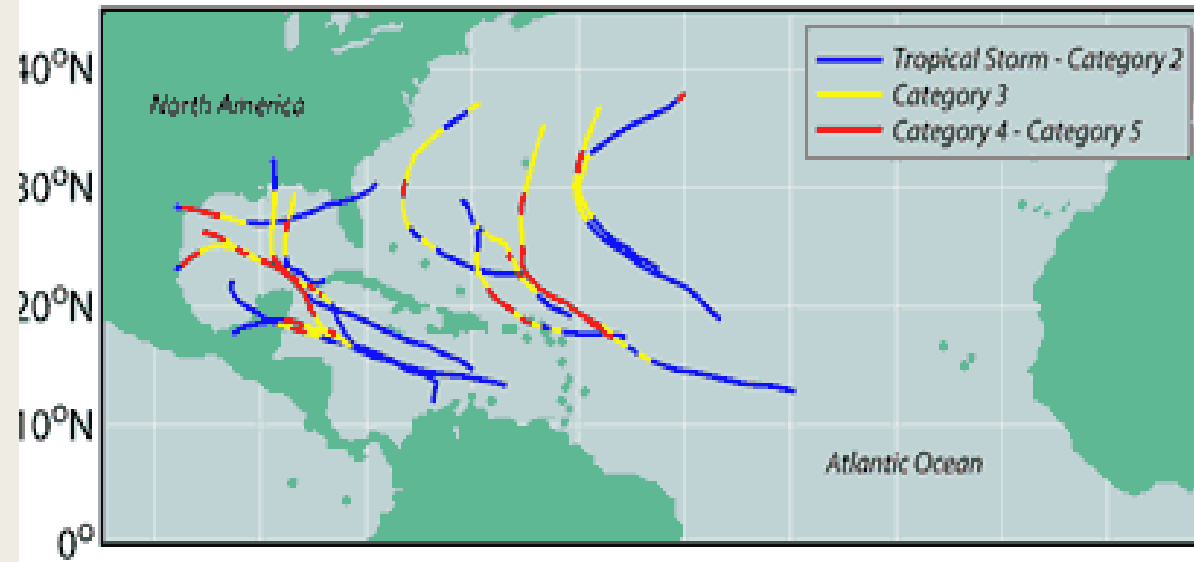 40°N
North America
Tropical Storm - Category 2
Category 3
Category 4 - Category 5
30°N
20°N
10°N
Atlantic Ocean
0°